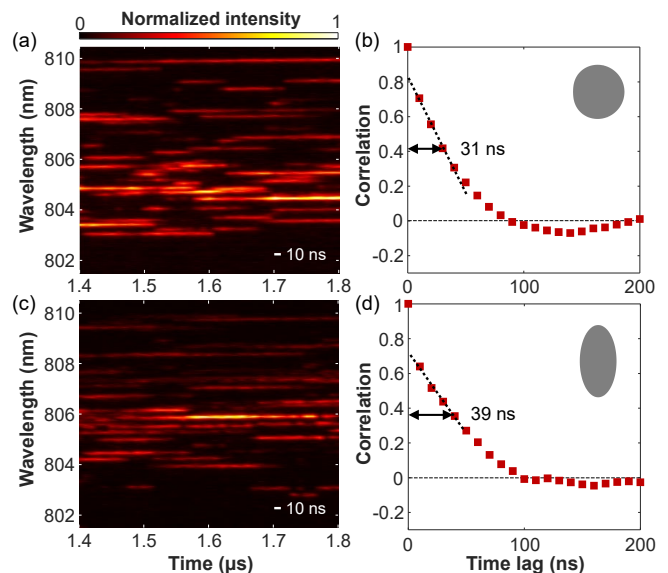 Normalized intensity
0 1
(a)
810
808
806
804
802
Wavelength (nm)
10 ns
1.4 1.5 1.6 1.7 1.8
(b)
1
0.8
0.6
0.4
0.2
0
-0.2
Correlation
31 ns
0 100 200
(c)
810
808
806
804
802
Wavelength (nm)
10 ns
1.4 1.5 1.6 1.7 1.8
Time (µs)
(d)
1
0.8
0.6
0.4
0.2
0
-0.2
Correlation
39 ns
0 100 200
Time lag (ns)